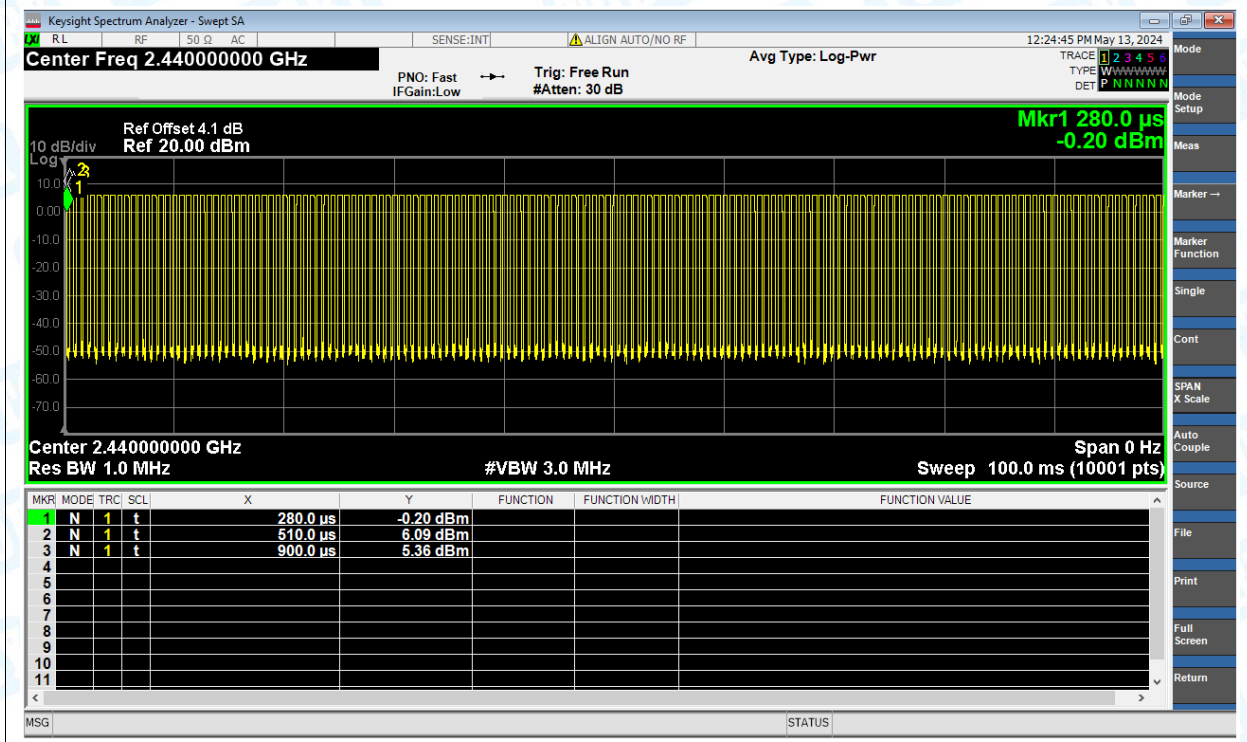 Keysight Spectrum Analyzer - Swept SA
LXI RL RF 50 Ω AC SENSE:INT ALIGN AUTO/NO RF 12:24:45 PM May 13, 2024
Center Freq 2.440000000 GHz Avg Type: Log-Pwr TRACE 1 2 3 4 5 6
PNO: Fast Trig: Free Run TYPE WWWWWW
IFGain:Low #Atten: 30 dB DET P N N N N N
Ref Offset 4.1 dB Mkr1 280.0 µs
10 dB/div Ref 20.00 dBm -0.20 dBm
Log
2 3
10.0 1
0.00
-10.0
-20.0
-30.0
-40.0
-50.0
-60.0
-70.0
Center 2.440000000 GHz Span 0 Hz
Res BW 1.0 MHz #VBW 3.0 MHz Sweep 100.0 ms (10001 pts)
MKR MODE TRC SCL X Y FUNCTION FUNCTION WIDTH FUNCTION VALUE
1 N 1 t 280.0 µs -0.20 dBm
2 N 1 t 510.0 µs 6.09 dBm
3 N 1 t 900.0 µs 5.36 dBm
4
5
6
7
8
9
10
11
MSG STATUS
Mode
Mode
Setup
Meas
Marker →
Marker
Function
Single
Cont
SPAN
X Scale
Auto
Couple
Source
File
Print
Full
Screen
Return